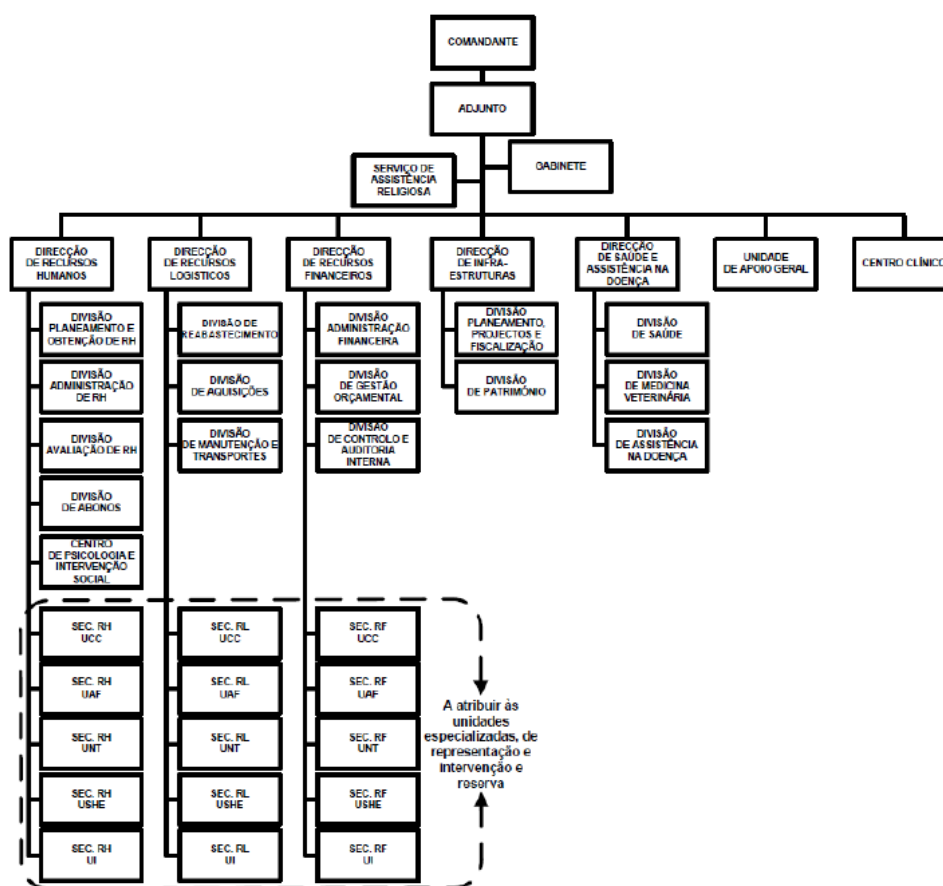 COMANDANTE
ADJUNTO
GABINETE
SERVIÇO DE
ASSISTÊNCIA
RELIGIOSA
DIRECÇÃO
DE RECURSOS
HUMANOS
DIRECÇÃO
DE RECURSOS
LOGISTICOS
DIRECÇÃO
DE RECURSOS
FINANCEIROS
DIRECÇÃO
DE INFRA-
ESTRUTURAS
DIRECÇÃO
DE SAÚDE E
ASSISTÊNCIA NA
DOENÇA
UNIDADE
DE APOIO GERAL
CENTRO CLÍNICO
DIVISÃO
PLANEAMENTO E
OBTENÇÃO DE RH
DIVISÃO
ADMINISTRAÇÃO
DE RH
DIVISÃO
AVALIAÇÃO DE RH
DIVISÃO
DE ABONOS
CENTRO
DE PSICOLOGIA E
INTERVENÇÃO
SOCIAL
SEC. RH
UCC
SEC. RH
UAF
SEC. RH
UNT
SEC. RH
USHE
SEC. RH
UI
DIVISÃO DE
REABASTECIMENTO
DIVISÃO
DE AQUISIÇÕES
DIVISÃO
DE MANUTENÇÃO E
TRANSPORTES
SEC. RL
UCC
SEC. RL
UAF
SEC. RL
UNT
SEC. RL
USHE
SEC. RL
UI
DIVISÃO
ADMINISTRAÇÃO
FINANCEIRA
DIVISÃO
DE GESTÃO
ORÇAMENTAL
DIVISÃO
DE CONTROLO E
AUDITORIA
INTERNA
SEC. RF
UCC
SEC. RF
UAF
SEC. RF
UNT
SEC. RF
USHE
SEC. RF
UI
DIVISÃO
PLANEAMENTO,
PROJECTOS E
FISCALIZAÇÃO
DIVISÃO
DE PATRIMÓNIO
DIVISÃO
DE SAÚDE
DIVISÃO
DE MEDICINA
VETERINÁRIA
DIVISÃO
DE ASSISTÊNCIA
NA DOENÇA
A atribuir às
unidades
especializadas, de
representação e
intervenção e
reserva